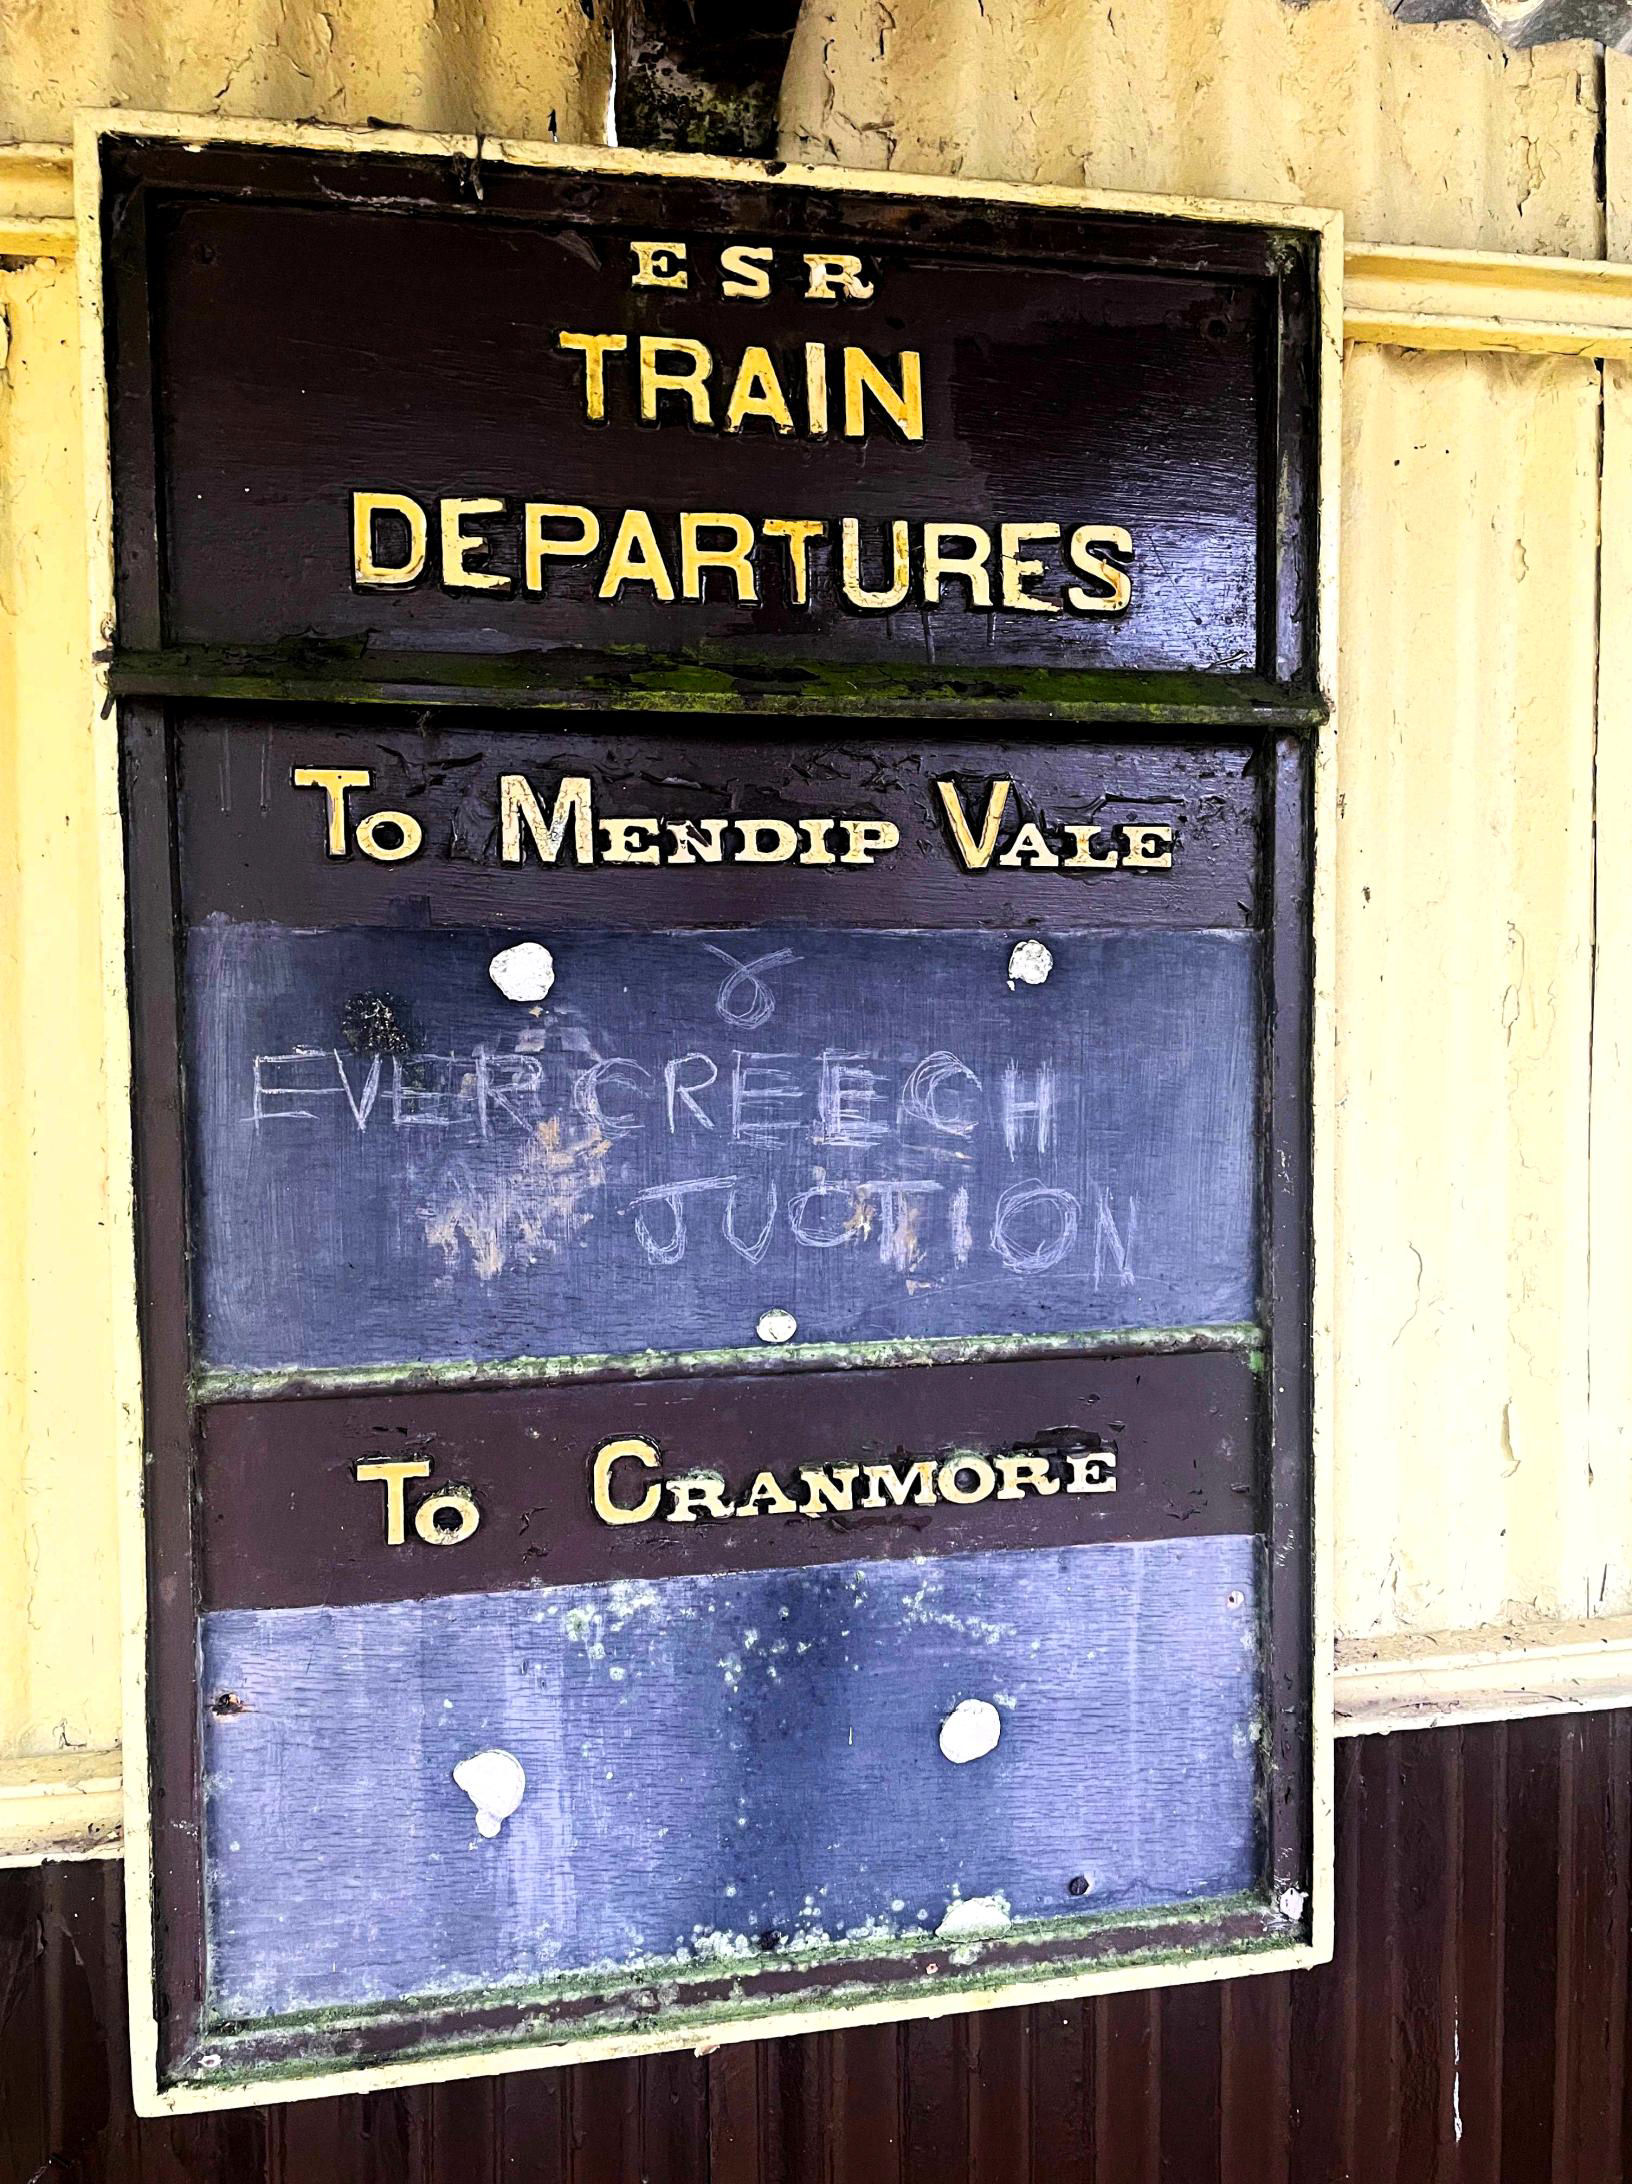 ESR
TRAIN
DEPARTURES
To MENDIP VALE
EVERCREECH
JUCTION
To CRANMORE